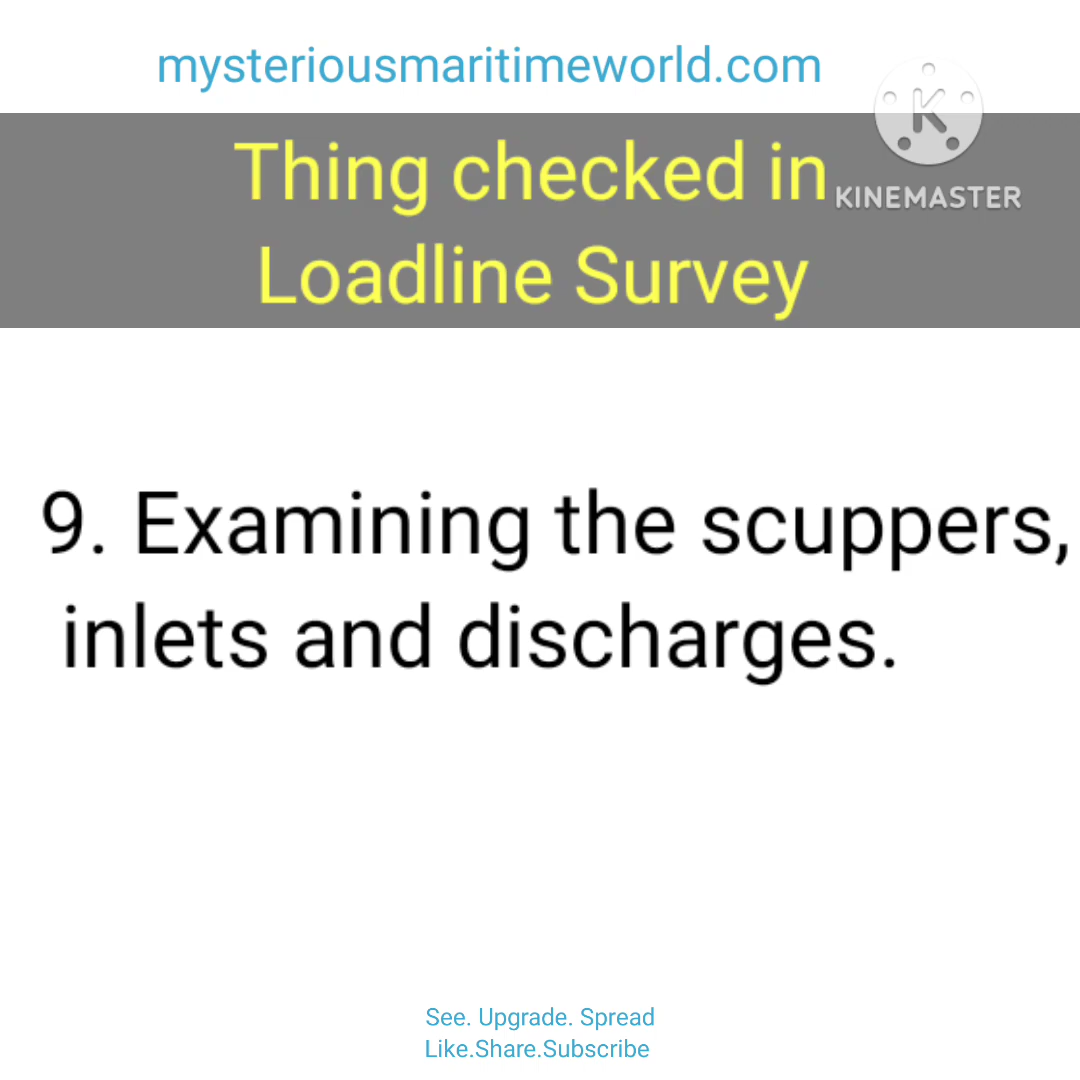 mysteriousmaritimeworld.com
Thing checked in
KINEMASTER
Loadline Survey
9. Examining the scuppers,
inlets and discharges.
See. Upgrade. Spread
Like.Share.Subscribe